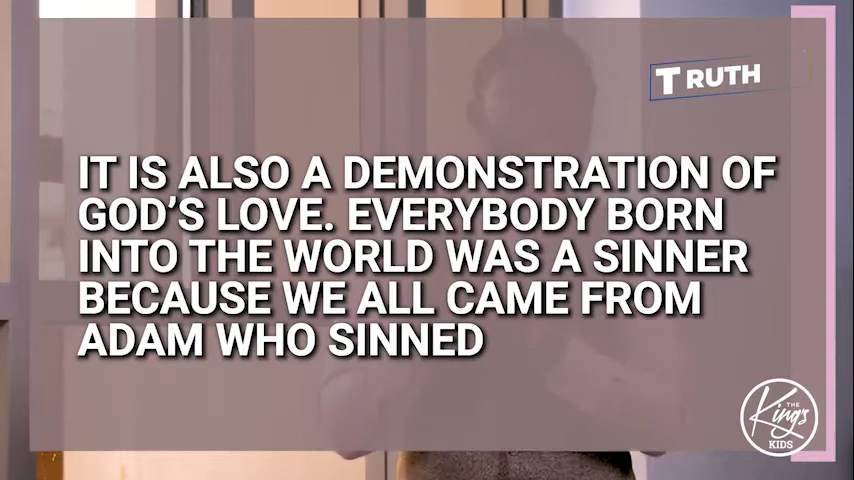 TRUTH
IT IS ALSO A DEMONSTRATION OF
GOD'S LOVE. EVERYBODY BORN
INTO THE WORLD WAS A SINNER
BECAUSE WE ALL CAME FROM
ADAM WHO SINNED
THE
King's
KIDS